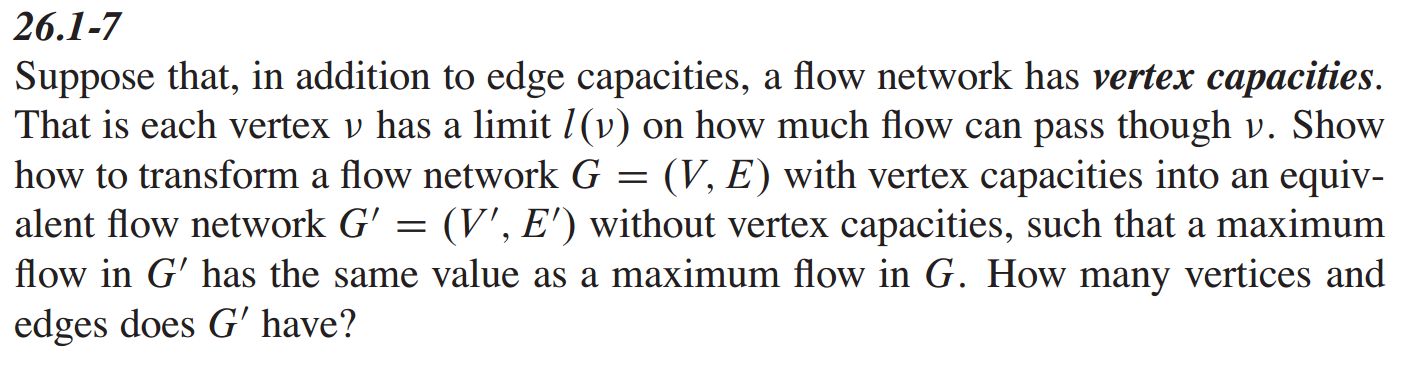 26.1-7
Suppose that, in addition to edge capacities, a flow network has vertex capacities.
That is each vertex v has a limit l(v) on how much flow can pass though v. Show
how to transform a flow network G = (V, E) with vertex capacities into an equiv-
alent flow network G′ = (V′, E′) without vertex capacities, such that a maximum
flow in G′ has the same value as a maximum flow in G. How many vertices and
edges does G′ have?